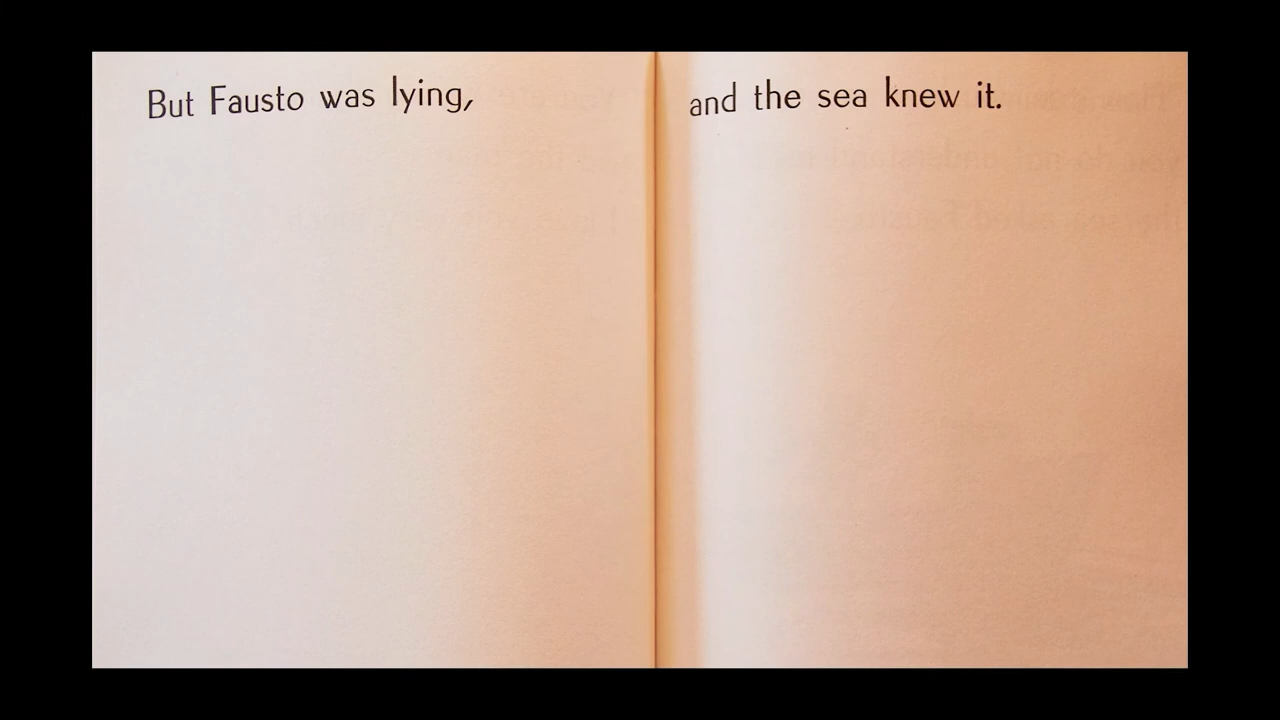 But Fausto was lying,
and the sea knew it.